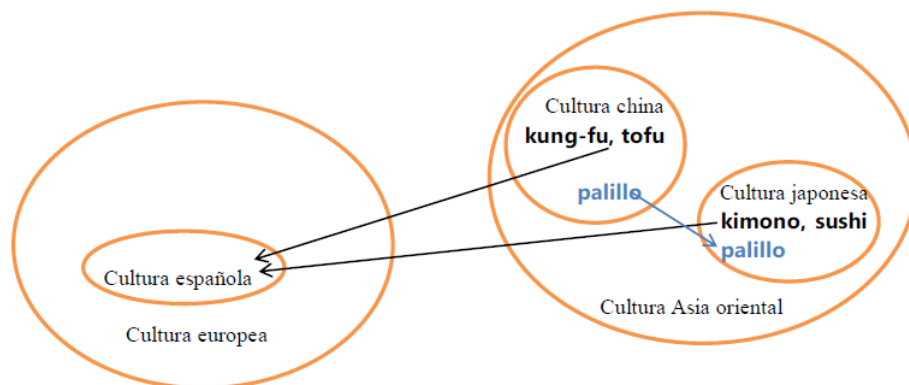 Cultura china
kung-fu, tofu
palillo
Cultura japonesa
kimono, sushi
palillo
Cultura Asia oriental
Cultura española
Cultura europea